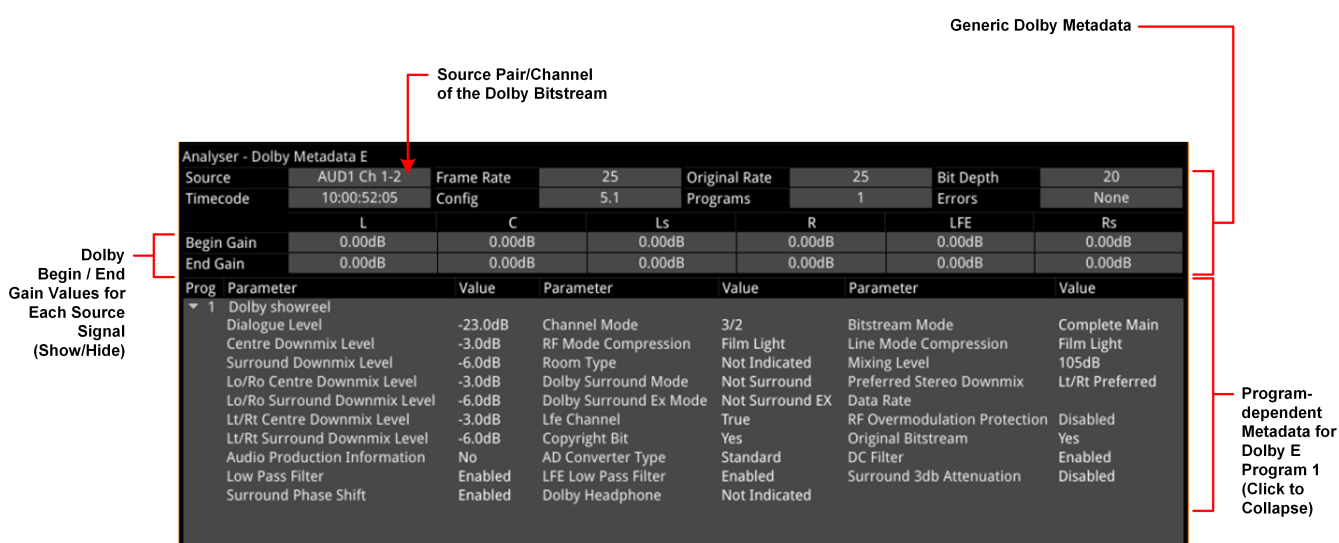 Generic Dolby Metadata
Source Pair/Channel
of the Dolby Bitstream
Analyser - Dolby Metadata E
Source AUD1 Ch 1-2 Frame Rate 25 Original Rate 25 Bit Depth 20
Timecode 10:00:52:05 Config 5.1 Programs 1 Errors None
L C Ls R LFE Rs
Begin Gain 0.00dB 0.00dB 0.00dB 0.00dB 0.00dB 0.00dB
End Gain 0.00dB 0.00dB 0.00dB 0.00dB 0.00dB 0.00dB
Dolby
Begin / End
Gain Values for
Each Source
Signal
(Show/Hide)
Prog Parameter Value Parameter Value Parameter Value
1 Dolby showreel
Dialogue Level -23.0dB Channel Mode 3/2 Bitstream Mode Complete Main
Centre Downmix Level -3.0dB RF Mode Compression Film Light Line Mode Compression Film Light
Surround Downmix Level -6.0dB Room Type Not Indicated Mixing Level 105dB
Lo/Ro Centre Downmix Level -3.0dB Dolby Surround Mode Not Surround Preferred Stereo Downmix Lt/Rt Preferred
Lo/Ro Surround Downmix Level -6.0dB Dolby Surround Ex Mode Not Surround EX Data Rate
Lt/Rt Centre Downmix Level -3.0dB Lfe Channel True RF Overmodulation Protection Disabled
Lt/Rt Surround Downmix Level -6.0dB Copyright Bit Yes Original Bitstream Yes
Audio Production Information No AD Converter Type Standard DC Filter Enabled
Low Pass Filter Enabled LFE Low Pass Filter Enabled Surround 3db Attenuation Disabled
Surround Phase Shift Enabled Dolby Headphone Not Indicated
Program-
dependent
Metadata for
Dolby E
Program 1
(Click to
Collapse)